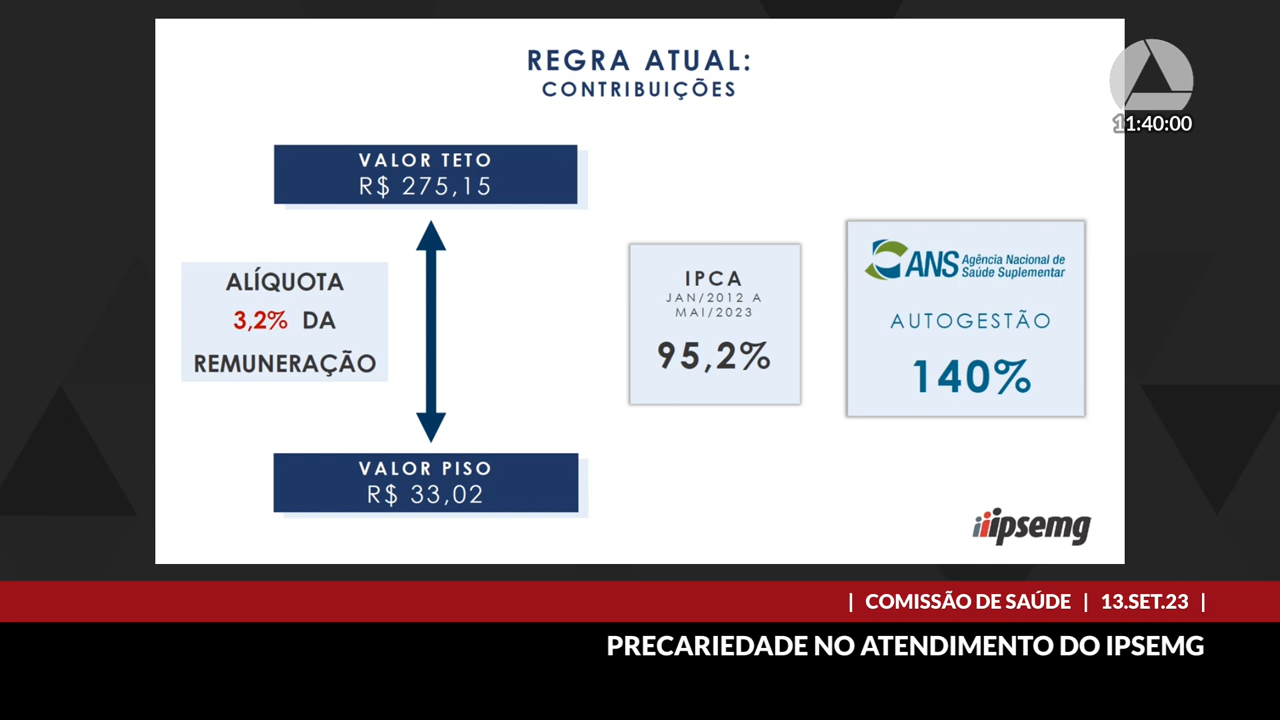 REGRA ATUAL:
CONTRIBUIÇÕES
11:40:00
VALOR TETO
R$ 275,15
ALÍQUOTA
3,2% DA
REMUNERAÇÃO
IPCA
JAN/2012 A
MAI/2023
95,2%
ANS Agência Nacional de
Saúde Suplementar
AUTOGESTÃO
140%
VALOR PISO
R$ 33,02
ipsemg
| COMISSÃO DE SAÚDE | 13.SET.23 |
PRECARIEDADE NO ATENDIMENTO DO IPSEMG